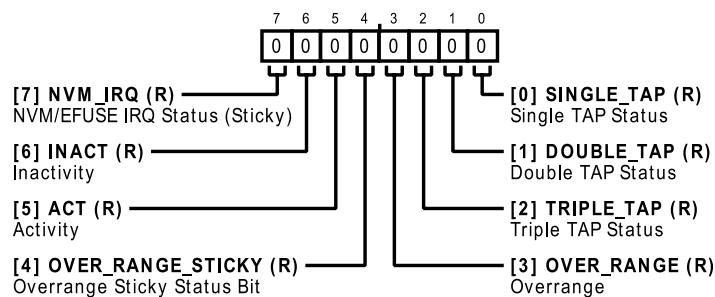 7 6 5 4 3 2 1 0
0 0 0 0 0 0 0 0
[7] NVM_IRQ (R)
NVM/EFUSE IRQ Status (Sticky)
[6] INACT (R)
Inactivity
[5] ACT (R)
Activity
[4] OVER_RANGE_STICKY (R)
Overrange Sticky Status Bit
[0] SINGLE_TAP (R)
Single TAP Status
[1] DOUBLE_TAP (R)
Double TAP Status
[2] TRIPLE_TAP (R)
Triple TAP Status
[3] OVER_RANGE (R)
Overrange